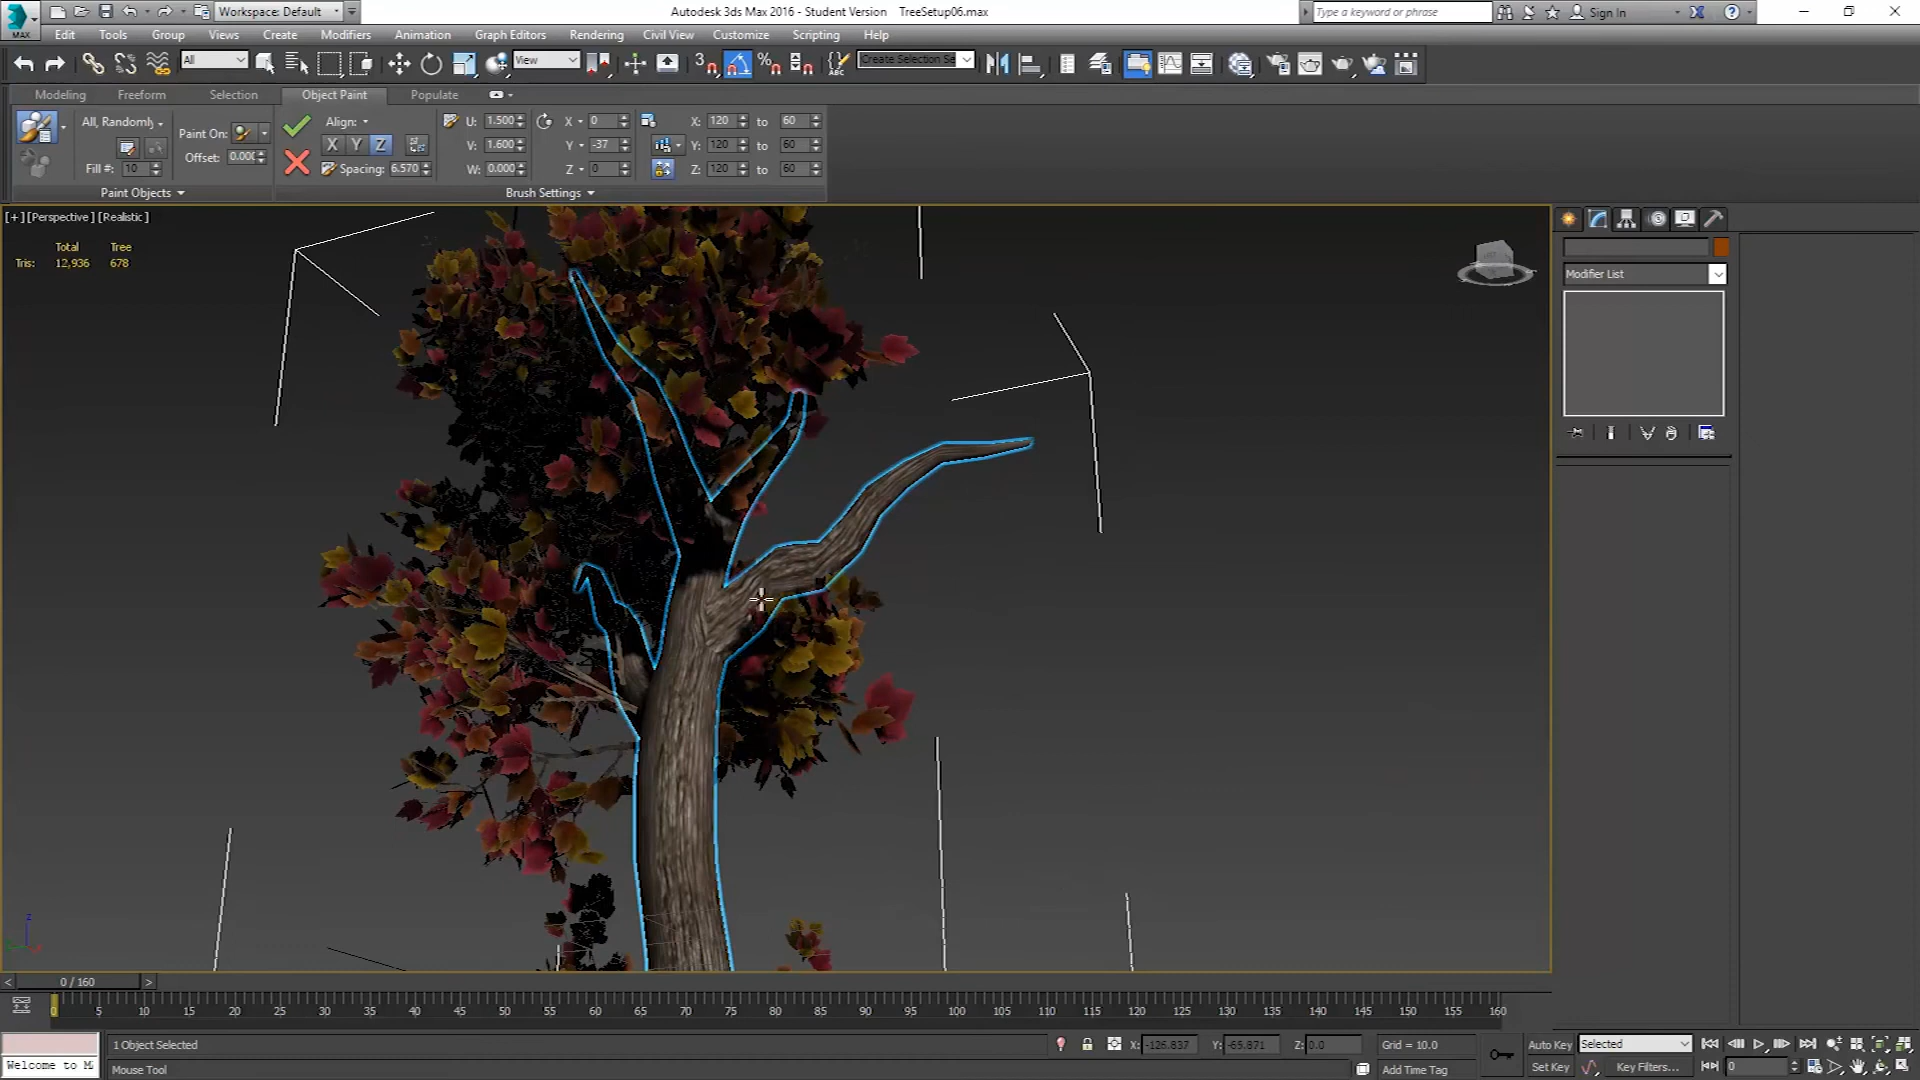 Workspace: Default
Autodesk 3ds Max 2016 - Student Version    TreeSetup06.max
Type a keyword or phrase
Sign In
MAX
Edit Tools Group Views Create Modifiers Animation Graph Editors Rendering Civil View Customize Scripting Help
All
View
3
ABC
Create Selection Se
Modeling Freeform Selection Object Paint Populate
All, Randomly
Paint On:
Offset: 0.000
Fill #: 10
Align:
X Y Z
Spacing: 6.570
U: 1.500
V: 1.600
W: 0.000
X 0
Y -37
Z 0
X: 120 to 60
Y: 120 to 60
Z: 120 to 60
Paint Objects
Brush Settings
[+] [Perspective] [Realistic]
Total Tree
Tris: 12,936 678
Modifier List
z
< 0 / 160 >
0 5 10 15 20 25 30 35 40 45 50 55 60 65 70 75 80 85 90 95 100 105 110 115 120 125 130 135 140 145 150 155 160
1 Object Selected
X: -126.837 Y: -65.871 Z: 0.0
Grid = 10.0
Auto Key Selected
Welcome to M
Mouse Tool
Add Time Tag
Set Key Key Filters...
0